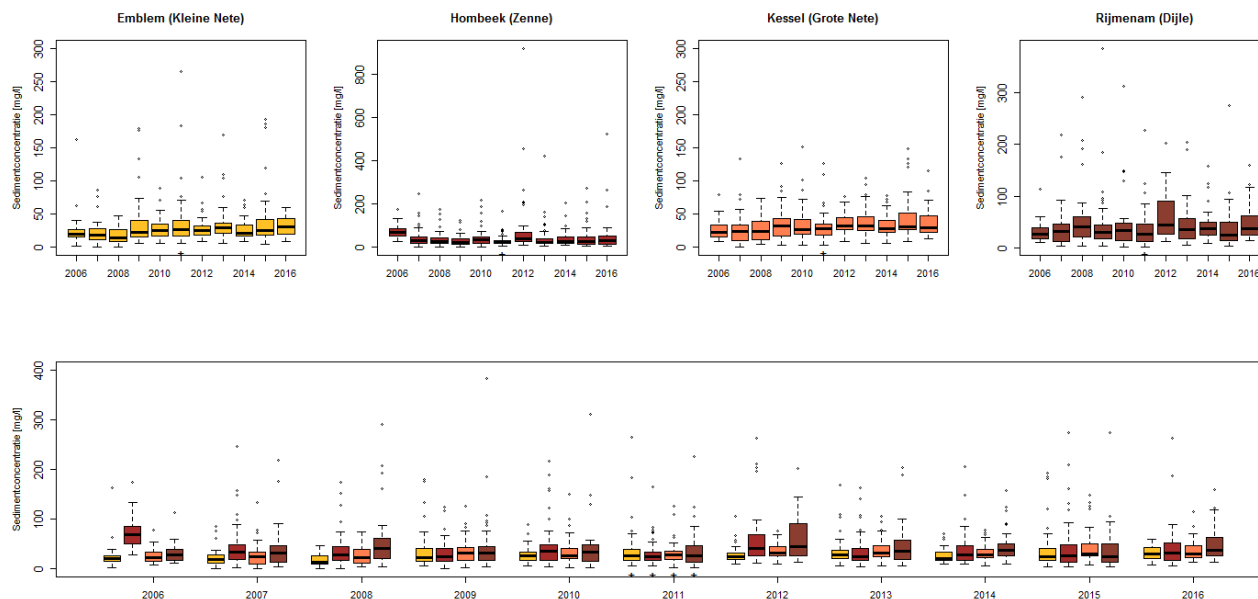 Emblem (Kleine Nete)
Hombeek (Zenne)
Kessel (Grote Nete)
Rijmenam (Dijle)
Sedimentconcentratie [mg/l]
0 50 100 150 200 250 300
2006 2008 2010 2012 2014 2016
Sedimentconcentratie [mg/l]
0 200 400 600 800
2006 2008 2010 2012 2014 2016
Sedimentconcentratie [mg/l]
0 50 100 150 200 250 300
2006 2008 2010 2012 2014 2016
Sedimentconcentratie [mg/l]
0 100 200 300
2006 2008 2010 2012 2014 2016
Sedimentconcentratie [mg/l]
0 100 200 300 400
2006 2007 2008 2009 2010 2011 2012 2013 2014 2015 2016